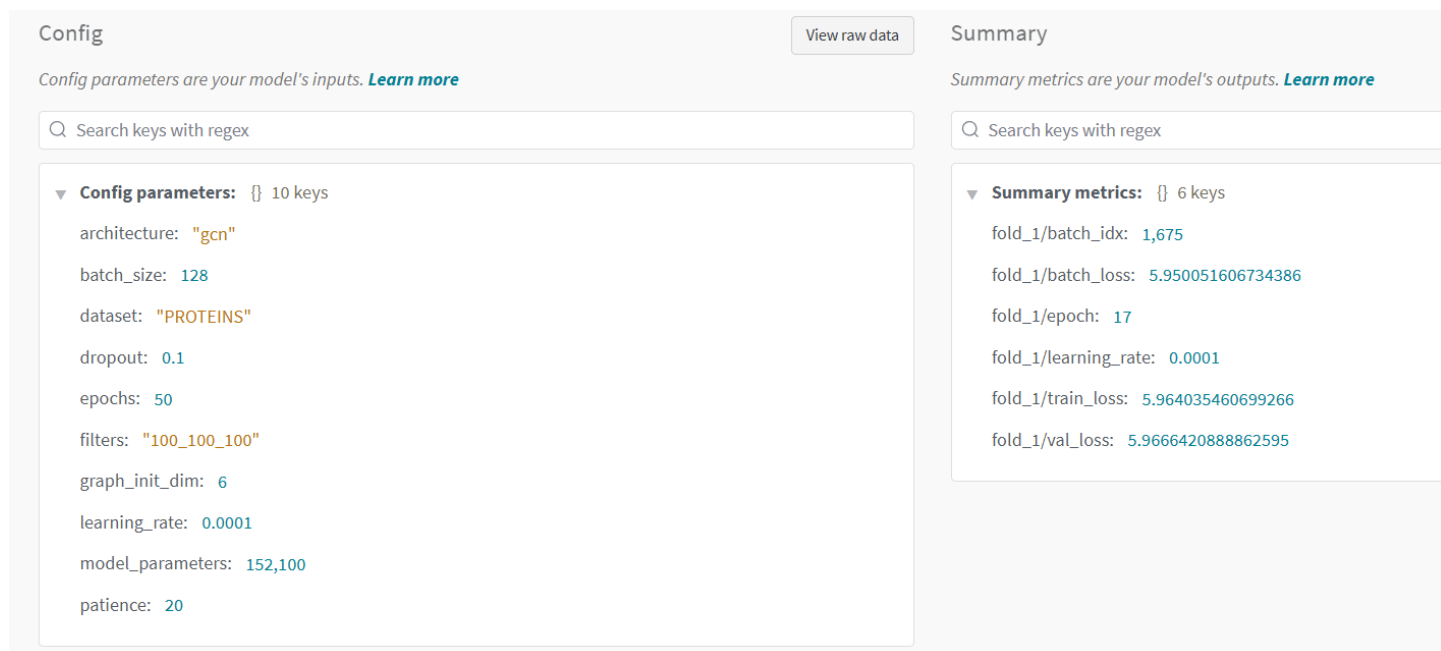 Config
View raw data
Config parameters are your model's inputs. Learn more
Search keys with regex
Config parameters: {} 10 keys
architecture: "gcn"
batch_size: 128
dataset: "PROTEINS"
dropout: 0.1
epochs: 50
filters: "100_100_100"
graph_init_dim: 6
learning_rate: 0.0001
model_parameters: 152,100
patience: 20
Summary
Summary metrics are your model's outputs. Learn more
Search keys with regex
Summary metrics: {} 6 keys
fold_1/batch_idx: 1,675
fold_1/batch_loss: 5.950051606734386
fold_1/epoch: 17
fold_1/learning_rate: 0.0001
fold_1/train_loss: 5.964035460699266
fold_1/val_loss: 5.9666420888862595